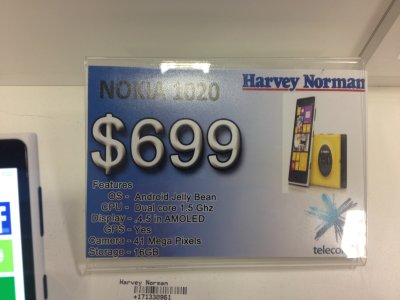 NOKIA 1020
Harvey Norman
$699
Features
OS - Android Jelly Bean
CPU - Dual core 1.5 Ghz
Display - .4.5 in AMOLED
GPS - Yes
Camera - 41 Mega Pixels
Storage - 16GB
Harvey Norman